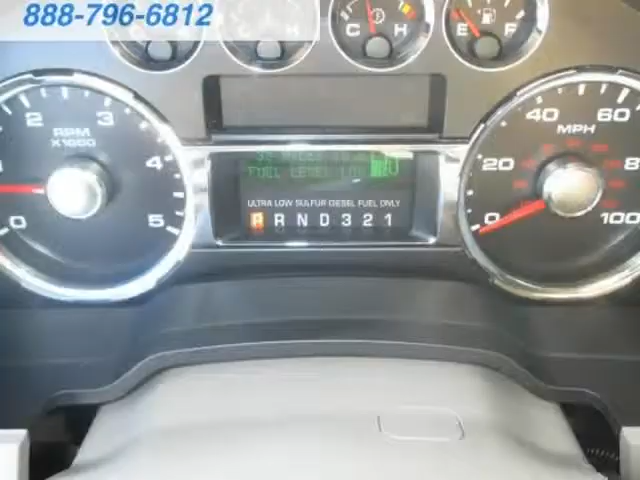 888-796-6812
C H
C H
E F
2 3
RPM
X1000
4
0 5
FUEL LEVEL LOW
ULTRA LOW SULFUR DIESEL FUEL ONLY
P R N D 3 2 1
40 60
MPH
20 8
0 100